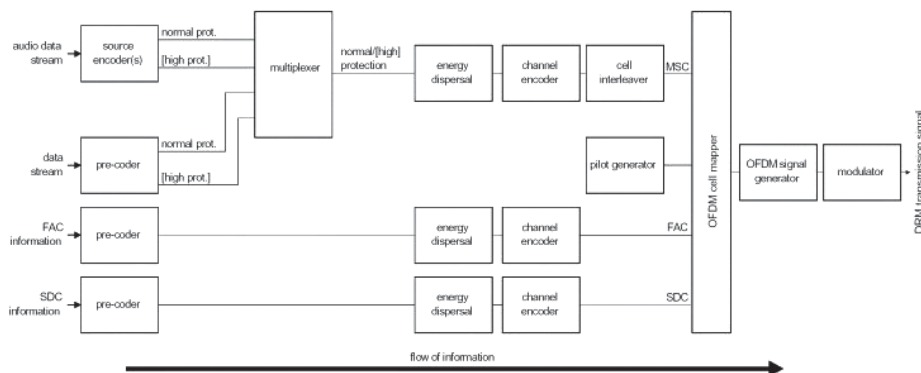 audio data
stream
source
encoder(s)
normal prot.
[high prot.]
multiplexer
normal/[high]
protection
energy
dispersal
channel
encoder
cell
interleaver
MSC
data
stream
pre-coder
normal prot.
[high prot.]
pilot generator
OFDM cell mapper
OFDM signal
generator
modulator
DRM transmission signal
FAC
information
pre-coder
energy
dispersal
channel
encoder
FAC
SDC
information
pre-coder
energy
dispersal
channel
encoder
SDC
flow of information